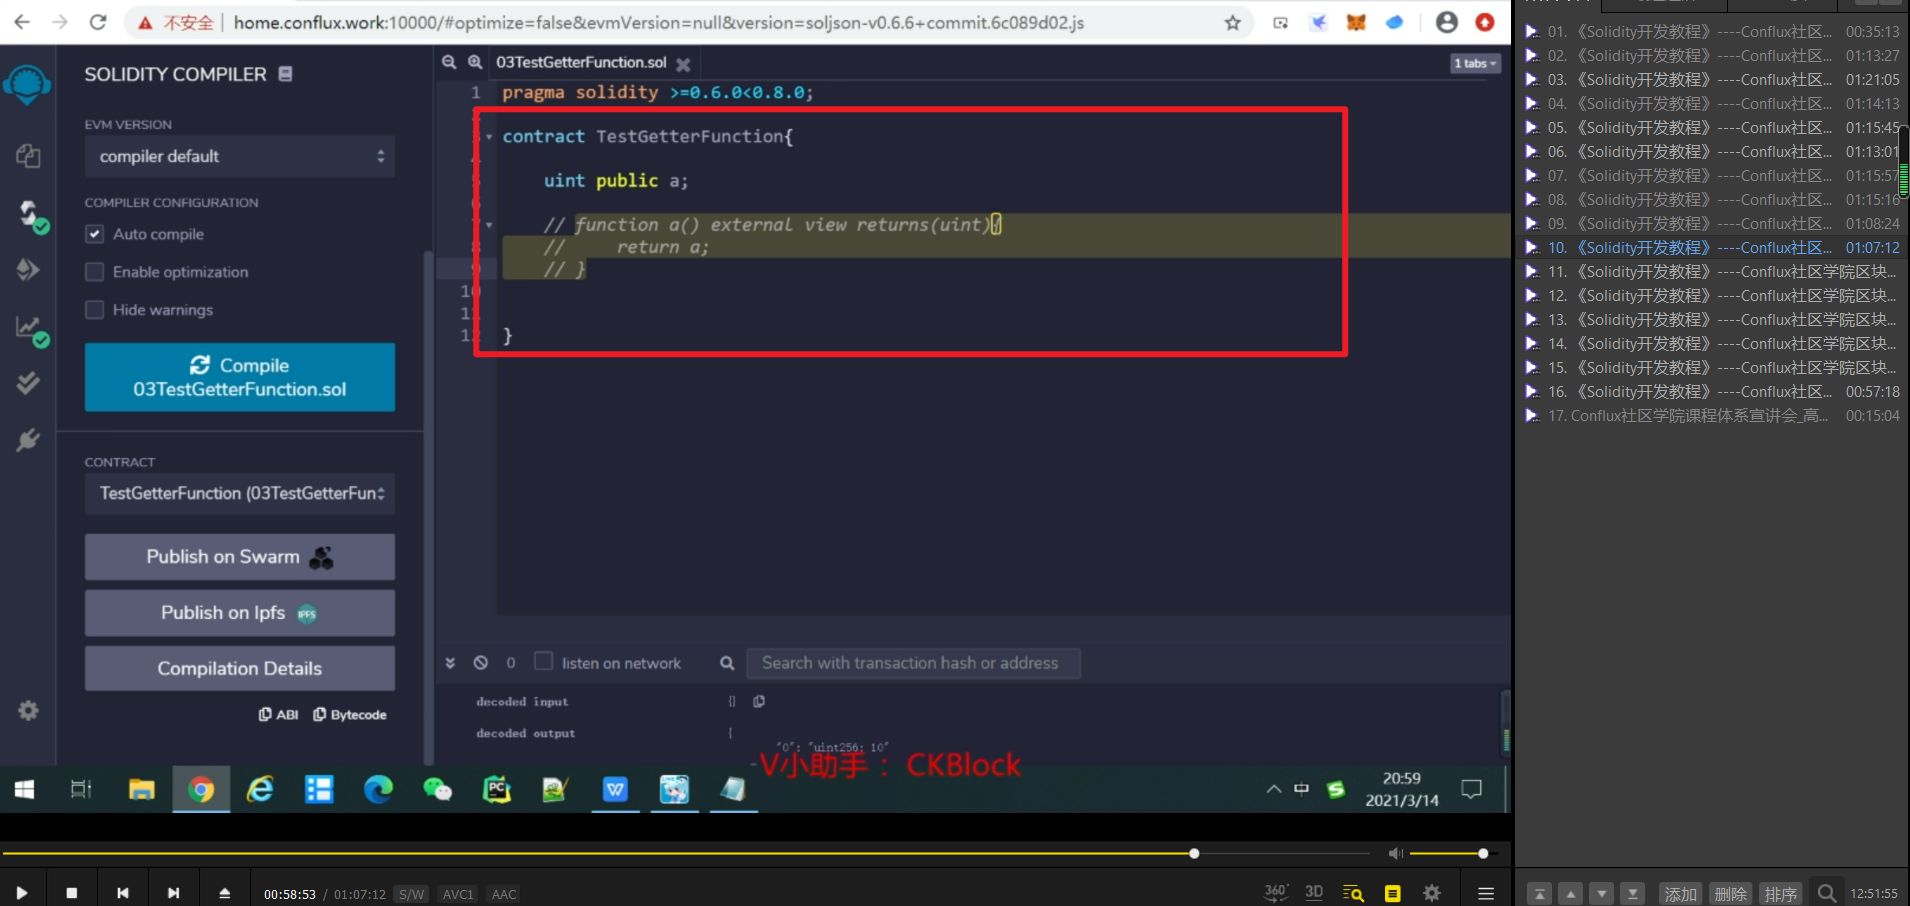 不安全 home.conflux.work:10000/#optimize=false&evmVersion=null&version=soljson-v0.6.6+commit.6c089d02.js
SOLIDITY COMPILER
EVM VERSION
compiler default
COMPILER CONFIGURATION
Auto compile
Enable optimization
Hide warnings
Compile
03TestGetterFunction.sol
CONTRACT
TestGetterFunction (03TestGetterFun
Publish on Swarm
Publish on Ipfs IPFS
Compilation Details
ABI Bytecode
03TestGetterFunction.sol
1 tabs
1 pragma solidity >=0.6.0<0.8.0;
contract TestGetterFunction{
uint public a;
// function a() external view returns(uint){
// return a;
// }
10
11
12 }
0 listen on network Search with transaction hash or address
decoded input {}
decoded output {
"0": "uint256: 10"
V小助手： CKBlock
中
20:59
2021/3/14
00:58:53 / 01:07:12 S/W AVC1 AAC
360° 3D
01. 《Solidity开发教程》----Conflux社区... 00:35:13
02. 《Solidity开发教程》----Conflux社区... 01:13:27
03. 《Solidity开发教程》----Conflux社区... 01:21:05
04. 《Solidity开发教程》----Conflux社区... 01:14:13
05. 《Solidity开发教程》----Conflux社区... 01:15:45
06. 《Solidity开发教程》----Conflux社区... 01:13:01
07. 《Solidity开发教程》----Conflux社区... 01:15:57
08. 《Solidity开发教程》----Conflux社区... 01:15:16
09. 《Solidity开发教程》----Conflux社区... 01:08:24
10. 《Solidity开发教程》----Conflux社区... 01:07:12
11. 《Solidity开发教程》----Conflux社区学院区块...
12. 《Solidity开发教程》----Conflux社区学院区块...
13. 《Solidity开发教程》----Conflux社区学院区块...
14. 《Solidity开发教程》----Conflux社区学院区块...
15. 《Solidity开发教程》----Conflux社区学院区块...
16. 《Solidity开发教程》----Conflux社区... 00:57:18
17. Conflux社区学院课程体系宣讲会_高... 00:15:04
添加 删除 排序 12:51:55